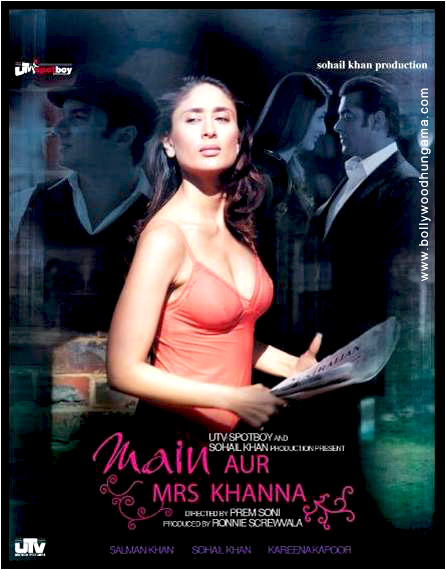 UTV spotboy
sohail khan production
www.bollywoodhungama.com
UTV SPOTBOY AND
SOHAIL KHAN PRODUCTION PRESENT
main AUR
MRS KHANNA
DIRECTED BY PREM SONI
PRODUCED BY RONNIE SCREWVALA
UTV
SALMAN KHAN SOHAIL KHAN KAREENA KAPOOR